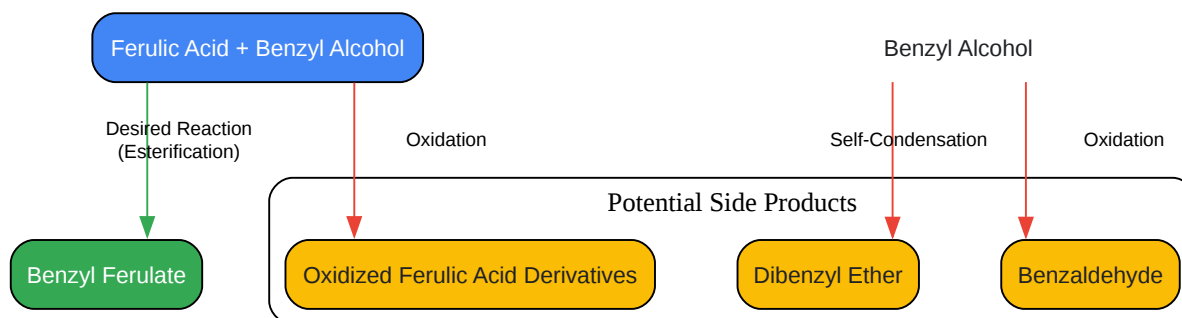 Ferulic Acid + Benzyl Alcohol
Benzyl Alcohol
Desired Reaction
(Esterification)
Oxidation
Self-Condensation
Oxidation
Potential Side Products
Benzyl Ferulate
Oxidized Ferulic Acid Derivatives
Dibenzyl Ether
Benzaldehyde